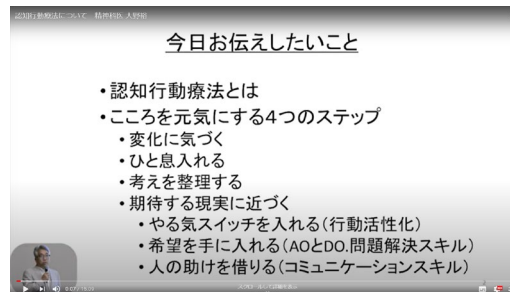 認知行動療法について 精神科医 大野裕
今日お伝えしたいこと
•認知行動療法とは
•こころを元気にする4つのステップ
•変化に気づく
•ひと息入れる
•考えを整理する
•期待する現実に近づく
•やる気スイッチを入れる(行動活性化)
•希望を手に入れる(AOとDO.問題解決スキル)
•人の助けを借りる(コミュニケーションスキル)